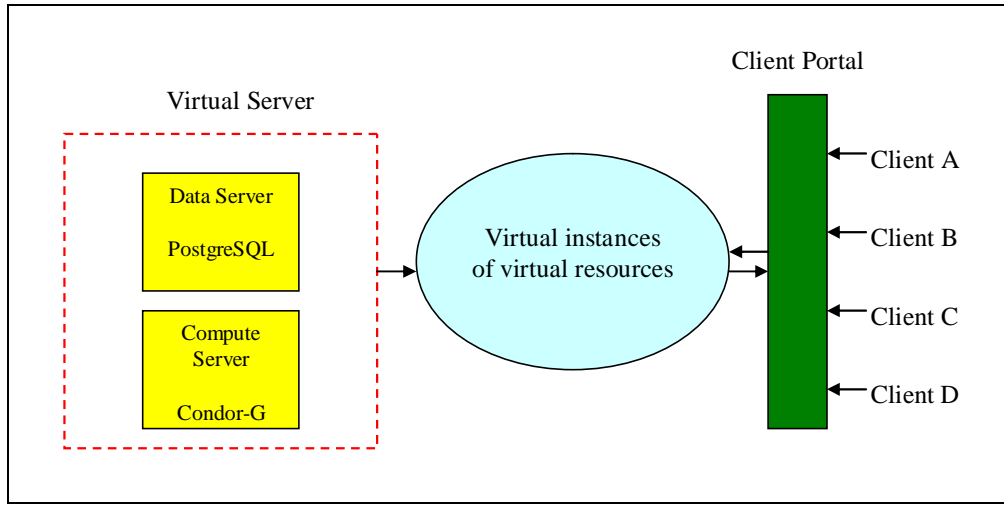 Virtual Server
Data Server
PostgreSQL
Compute
Server
Condor-G
Virtual instances
of virtual resources
Client Portal
Client A
Client B
Client C
Client D